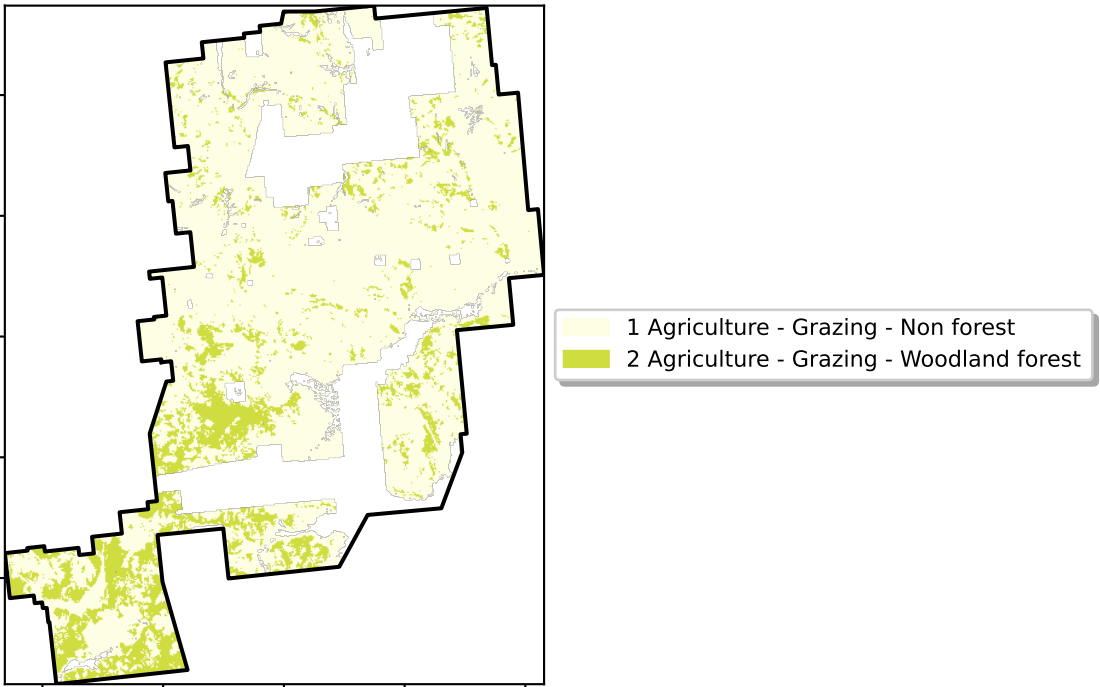 1 Agriculture - Grazing - Non forest
2 Agriculture - Grazing - Woodland forest